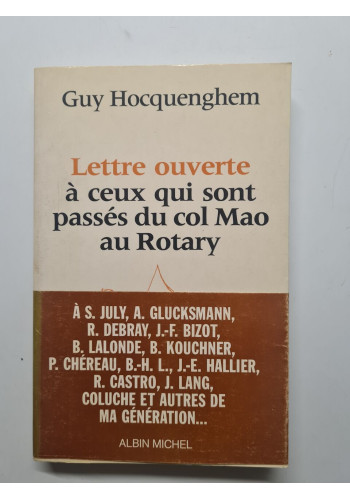 Guy Hocquenghem
Lettre ouverte
à ceux qui sont
passés du col Mao
au Rotary
À S. JULY, A. GLUCKSMANN,
R. DEBRAY, J.-F. BIZOT,
B. LALONDE, B. KOUCHNER,
P. CHÉREAU, B.-H. L., J.-E. HALLIER,
R. CASTRO, J. LANG,
COLUCHE ET AUTRES DE
MA GÉNÉRATION...
ALBIN MICHEL